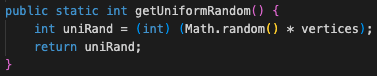 public static int getUniformRandom() {
    int uniRand = (int) (Math.random() * vertices);
    return uniRand;
}